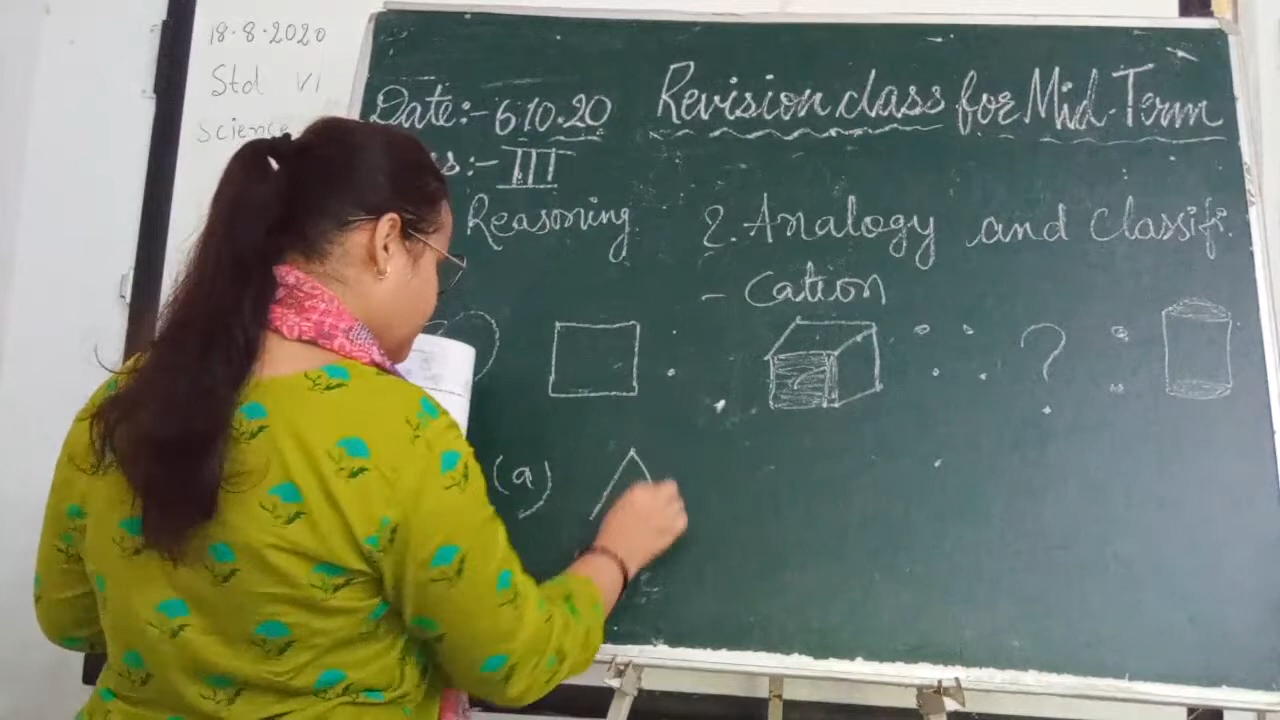 18.8.2020
Std VI
Science
Date:- 6.10.20
Revision class for Mid-Term
:- III
Reasoning
2. Analogy and Classifi.
- Cation
: :: ? :
(a)